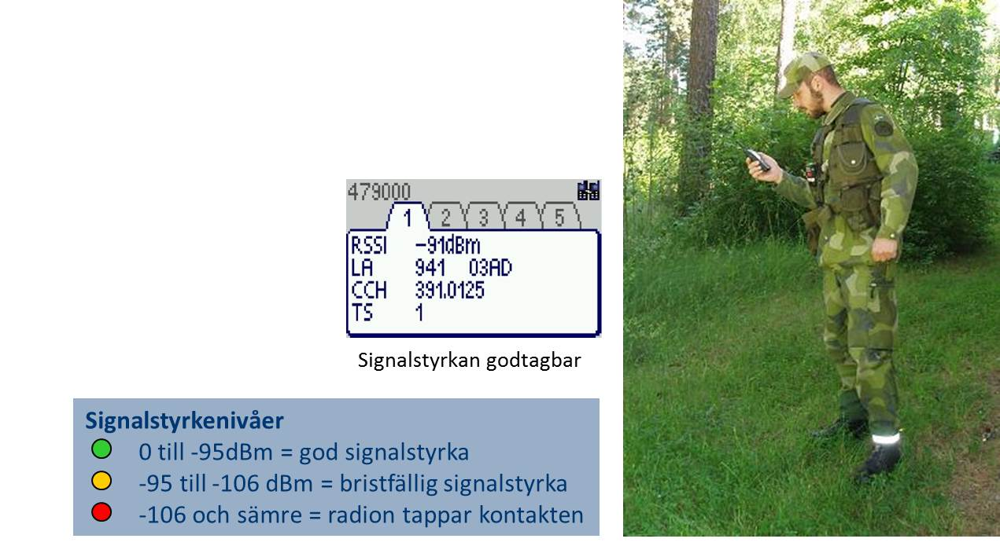 479000
1 2 3 4 5
RSSI -91dBm
LA 941 03AD
CCH 391.0125
TS 1
Signalstyrkan godtagbar
Signalstyrkenivåer
0 till -95dBm = god signalstyrka
-95 till -106 dBm = bristfällig signalstyrka
-106 och sämre = radion tappar kontakten